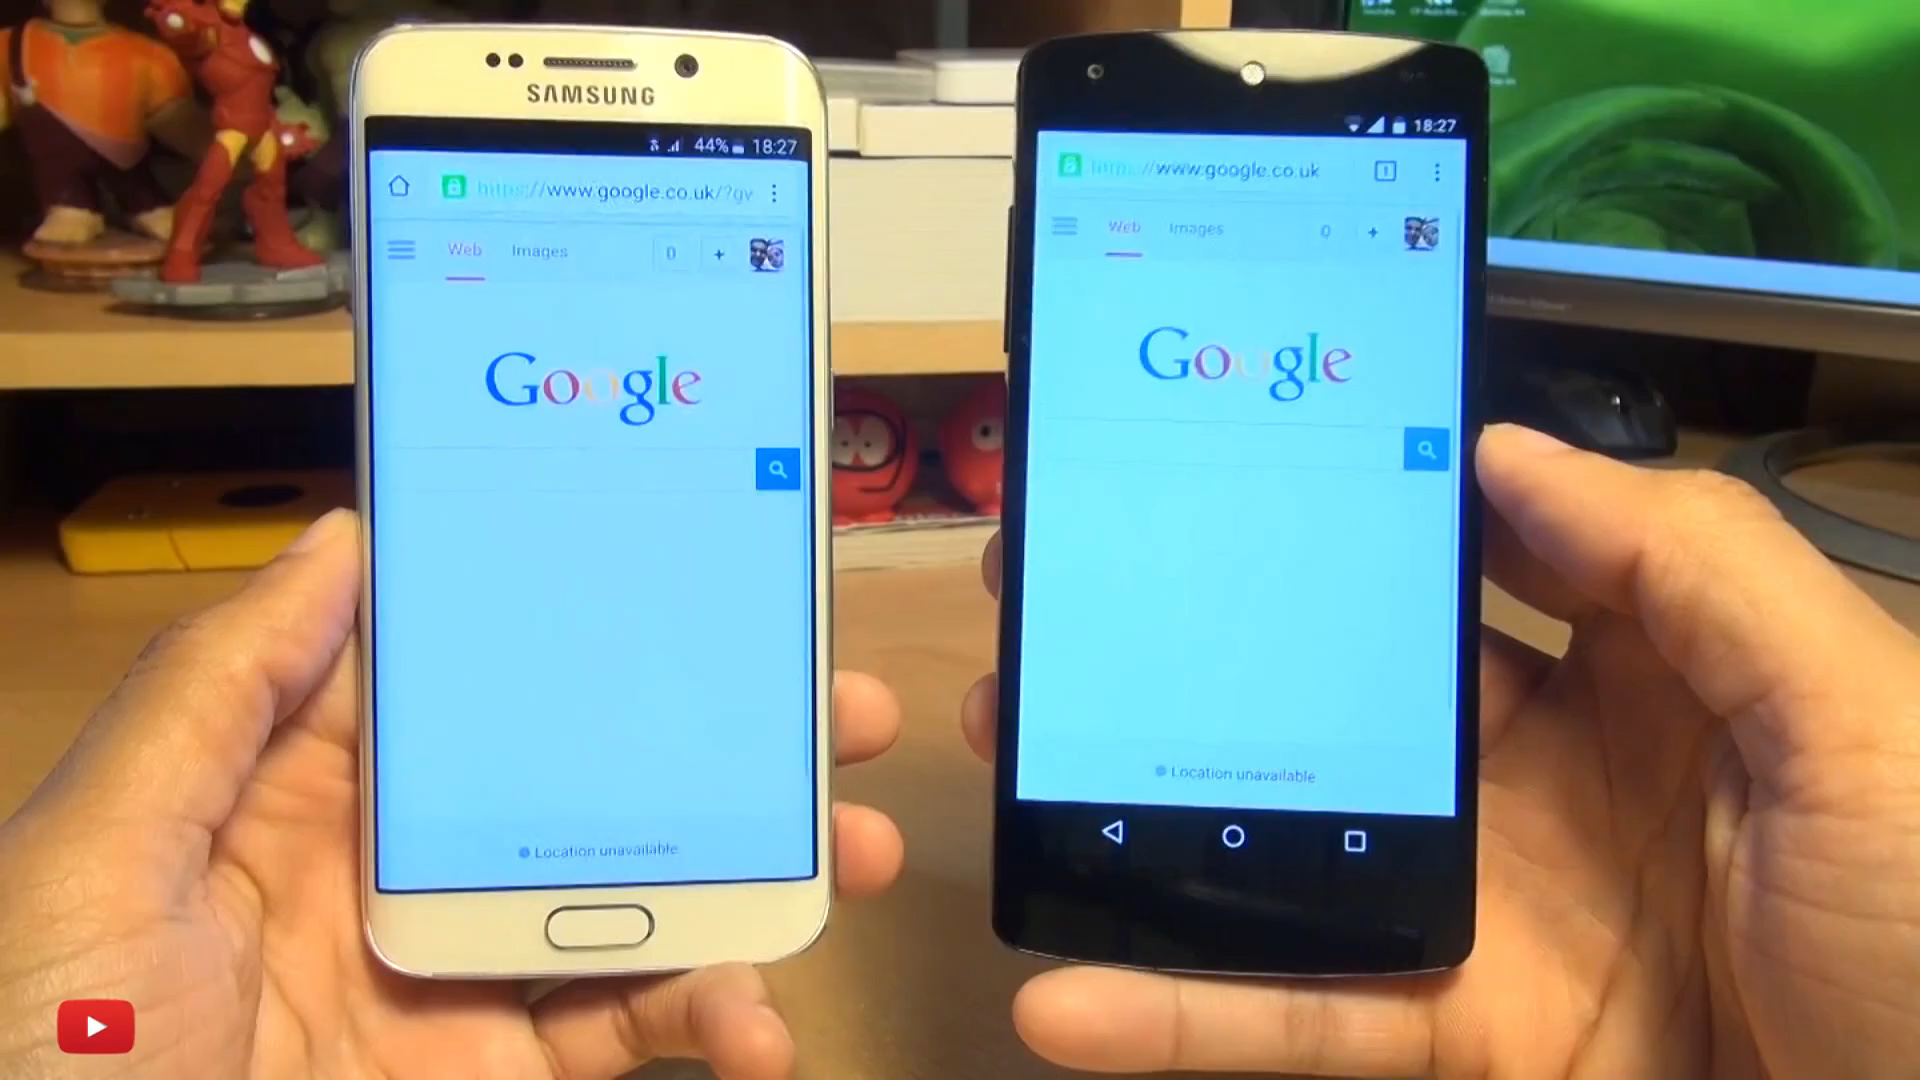 SAMSUNG
44% 18:27
https://www.google.co.uk/?gv
Web Images 0 +
Google
Location unavailable
18:27
https://www.google.co.uk 1
Web Images 0 +
Google
Location unavailable